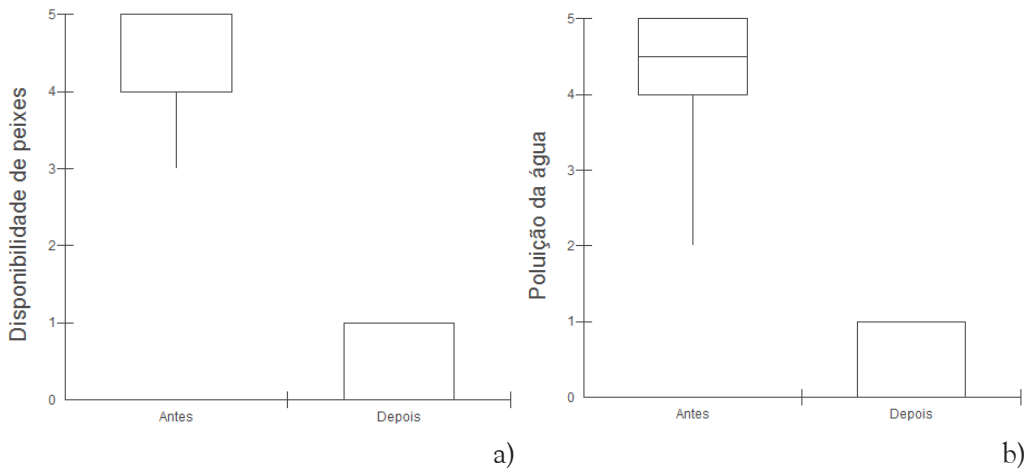 Disponibilidade de peixes
5
4
3
2
1
0
Antes
Depois
a)
Poluição da água
5
4
3
2
1
0
Antes
Depois
b)